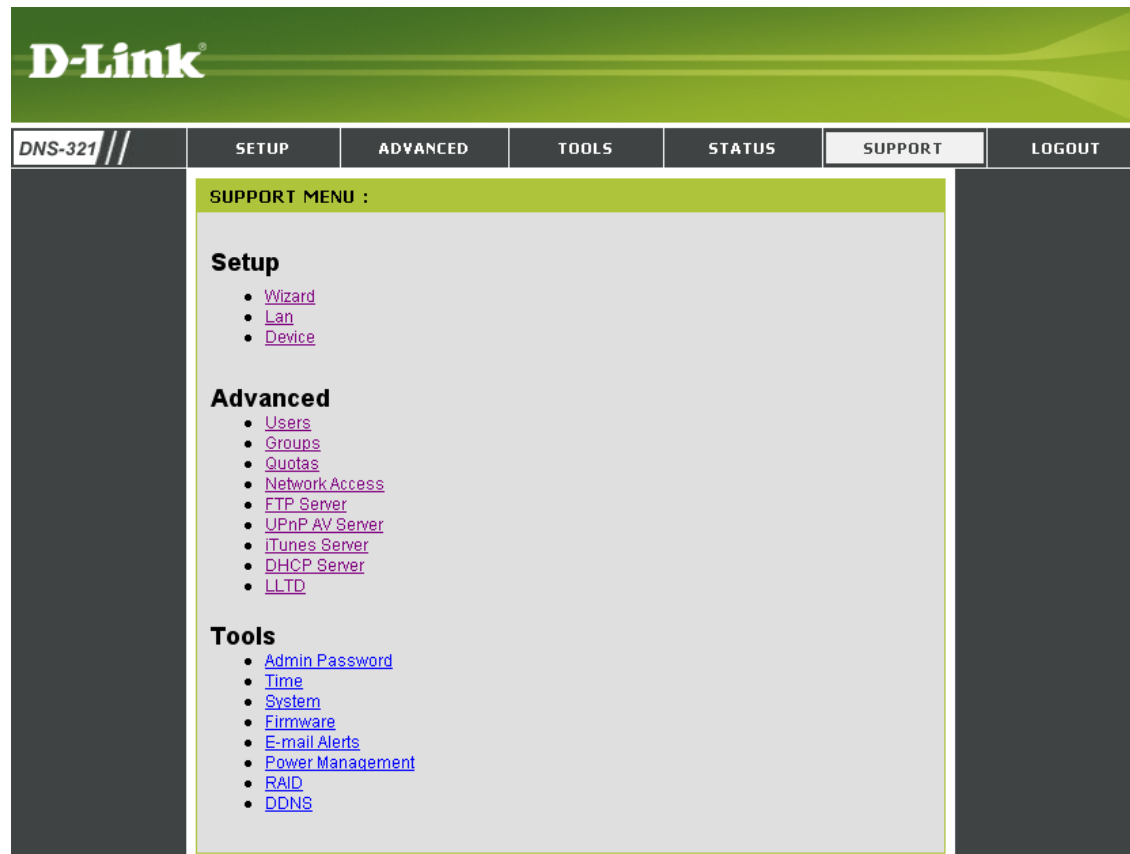 D-Link®
DNS-321 // SETUP ADVANCED TOOLS STATUS SUPPORT LOGOUT
SUPPORT MENU :
Setup
Wizard
Lan
Device
Advanced
Users
Groups
Quotas
Network Access
FTP Server
UPnP AV Server
iTunes Server
DHCP Server
LLTD
Tools
Admin Password
Time
System
Firmware
E-mail Alerts
Power Management
RAID
DDNS